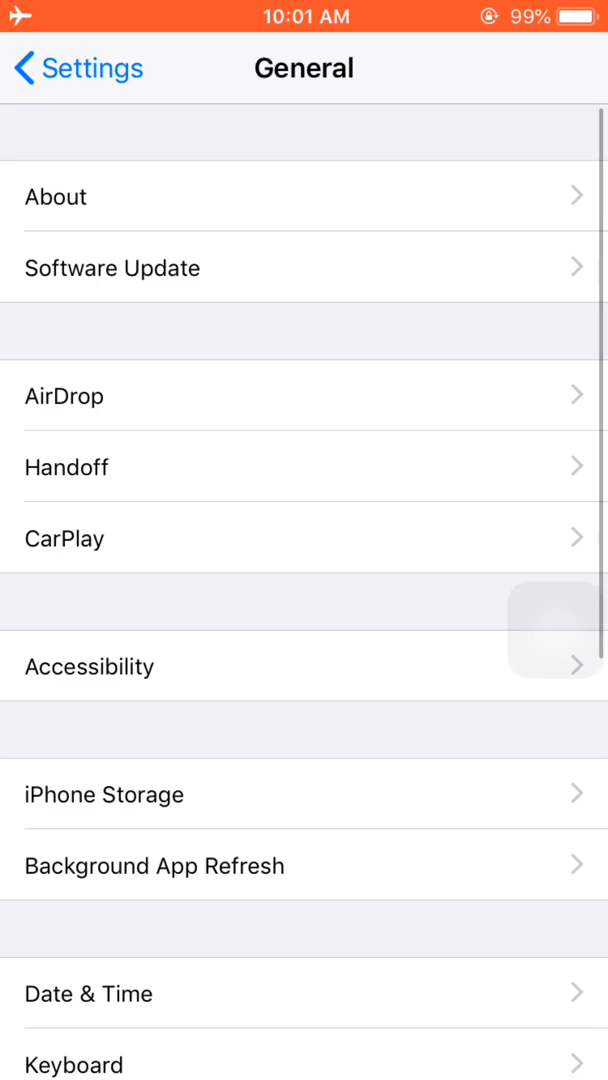 10:01 AM 99%
Settings General
About
Software Update
AirDrop
Handoff
CarPlay
Accessibility
iPhone Storage
Background App Refresh
Date & Time
Keyboard